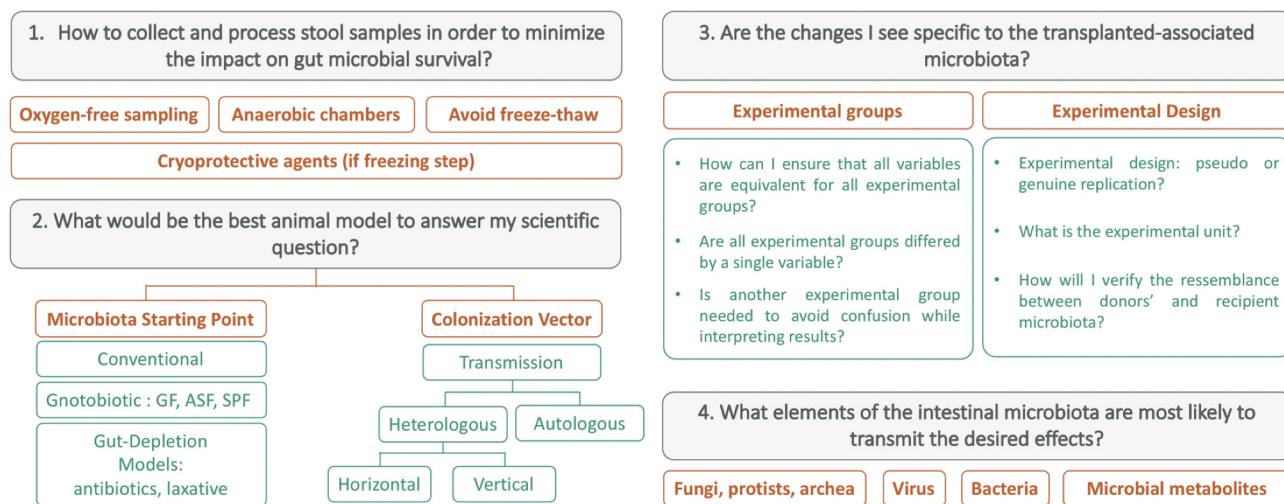 1. How to collect and process stool samples in order to minimize
the impact on gut microbial survival?
Oxygen-free sampling
Anaerobic chambers
Avoid freeze-thaw
Cryoprotective agents (if freezing step)
2. What would be the best animal model to answer my scientific
question?
Microbiota Starting Point
Conventional
Gnotobiotic : GF, ASF, SPF
Gut-Depletion
Models:
antibiotics, laxative
Colonization Vector
Transmission
Heterologous
Autologous
Horizontal
Vertical
3. Are the changes I see specific to the transplanted-associated
microbiota?
Experimental groups
• How can I ensure that all variables
are equivalent for all experimental
groups?
• Are all experimental groups differed
by a single variable?
• Is another experimental group
needed to avoid confusion while
interpreting results?
Experimental Design
• Experimental design: pseudo or
genuine replication?
• What is the experimental unit?
• How will I verify the ressemblance
between donors’ and recipient
microbiota?
4. What elements of the intestinal microbiota are most likely to
transmit the desired effects?
Fungi, protists, archea
Virus
Bacteria
Microbial metabolites